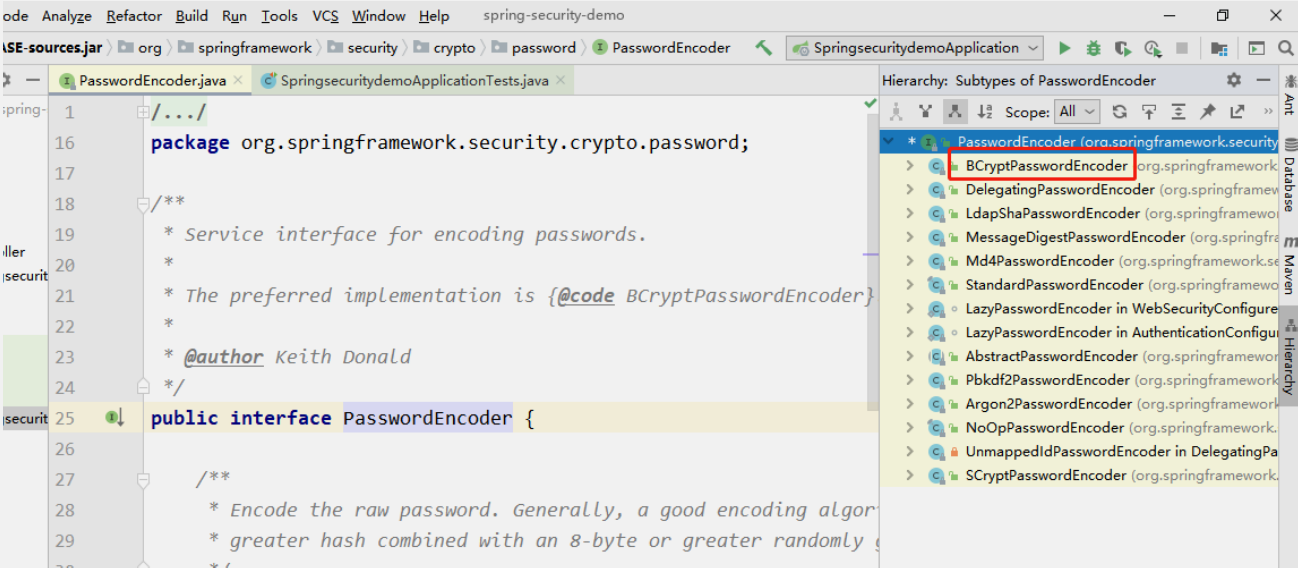 ode Analyze Refactor Build Run Tools VCS Window Help spring-security-demo
ASE-sources.jar org springframework security crypto password PasswordEncoder SpringsecuritydemoApplication
PasswordEncoder.java SpringsecuritydemoApplicationTests.java
Hierarchy: Subtypes of PasswordEncoder
Scope: All
spring-
ller
securit
securit
1 /.../
16 package org.springframework.security.crypto.password;
17
18 /**
19 * Service interface for encoding passwords.
20 *
21 * The preferred implementation is {@code BCryptPasswordEncoder}
22 *
23 * @author Keith Donald
24 */
25 public interface PasswordEncoder {
26
27 /**
28 * Encode the raw password. Generally, a good encoding algor
29 * greater hash combined with an 8-byte or greater randomly
* PasswordEncoder (org.springframework.security
BCryptPasswordEncoder org.springframework
DelegatingPasswordEncoder (org.springframew
LdapShaPasswordEncoder (org.springframewo
MessageDigestPasswordEncoder (org.springfra
Md4PasswordEncoder (org.springframework.se
StandardPasswordEncoder (org.springframewo
LazyPasswordEncoder in WebSecurityConfigure
LazyPasswordEncoder in AuthenticationConfigu
AbstractPasswordEncoder (org.springframewor
Pbkdf2PasswordEncoder (org.springframework
Argon2PasswordEncoder (org.springframework
NoOpPasswordEncoder (org.springframework.
UnmappedIdPasswordEncoder in DelegatingPa
SCryptPasswordEncoder (org.springframework.
Ant
Database
m Maven
Hierarchy